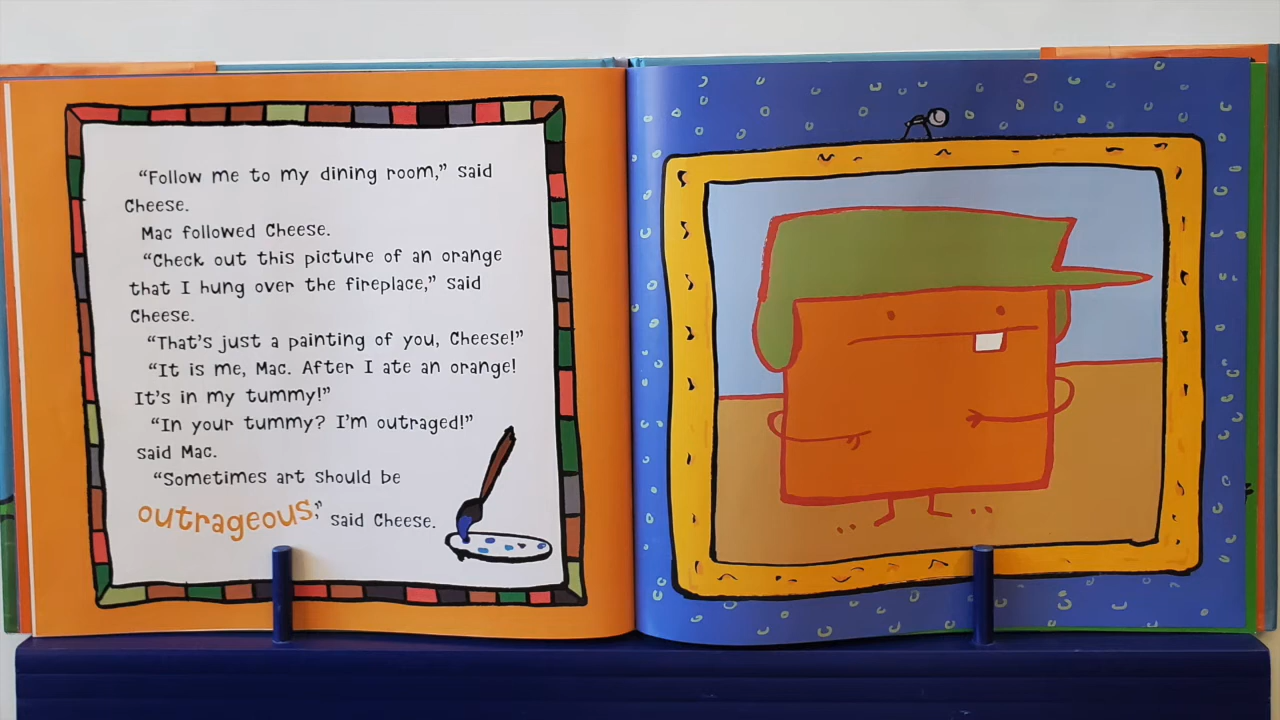 “Follow me to my dining room,” said
Cheese.
Mac followed Cheese.
“Check out this picture of an orange
that I hung over the fireplace,” said
Cheese.
“That’s just a painting of you, Cheese!”
“It is me, Mac. After I ate an orange!
It’s in my tummy!”
“In your tummy? I’m outraged!”
said Mac.
“Sometimes art should be
outrageous,” said Cheese.